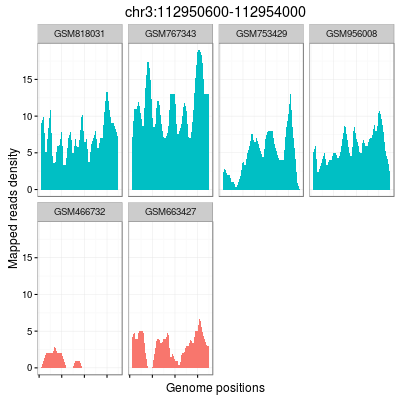 chr3:112950600-112954000
GSM818031 GSM767343 GSM753429 GSM956008
15
10
5
0
Mapped reads density
GSM466732 GSM663427
15
10
5
0
Genome positions